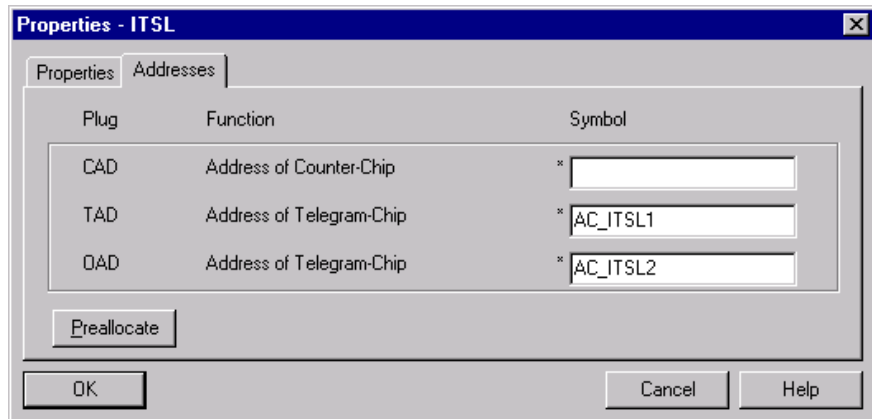 Properties - ITSL
Properties Addresses
Plug Function Symbol
CAD Address of Counter-Chip *
TAD Address of Telegram-Chip * AC_ITSL1
OAD Address of Telegram-Chip * AC_ITSL2
Preallocate
OK Cancel Help